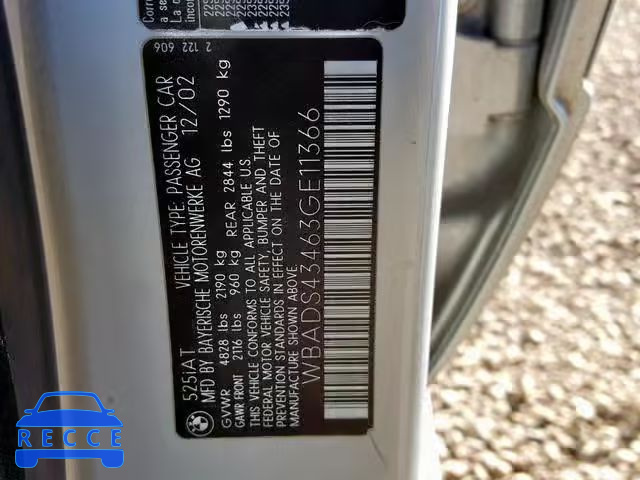 525IAT
VEHICLE TYPE: PASSENGER CAR
MFD BY BAYERISCHE MOTORENWERKE AG 12/02
GVWR 4828 lbs 2190 kg
GAWR FRONT 2116 lbs 960 kg REAR 2844 lbs 1290 kg
THIS VEHICLE CONFORMS TO ALL APPLICABLE U.S.
FEDERAL MOTOR VEHICLE SAFETY, BUMPER AND THEFT
PREVENTION STANDARDS IN EFFECT ON THE DATE OF
MANUFACTURE SHOWN ABOVE.
WBADS43463GE11366
2 122 606
BMW
RECCE